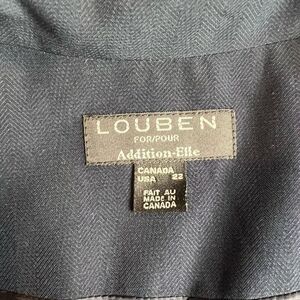 LOUBEN
FOR/POUR
Addition-Elle
CANADA
USA 22
FAIT AU
MADE IN
CANADA